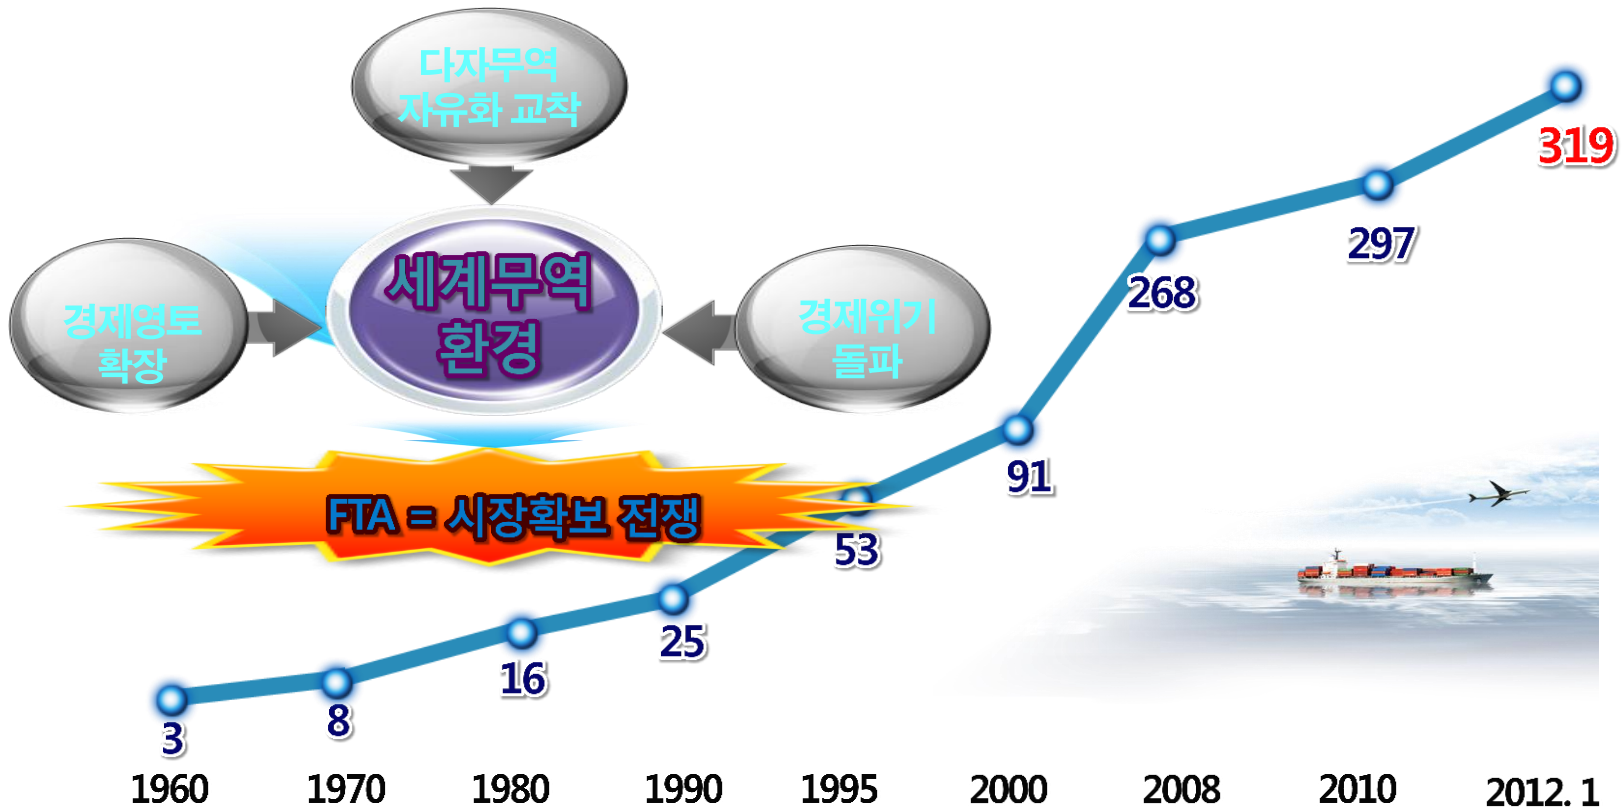 다자무역
자유화 교착
경제영토
확장
세계무역
환경
경제위기
돌파
FTA = 시장확보 전쟁
3
8
16
25
53
91
268
297
319
1960
1970
1980
1990
1995
2000
2008
2010
2012. 1